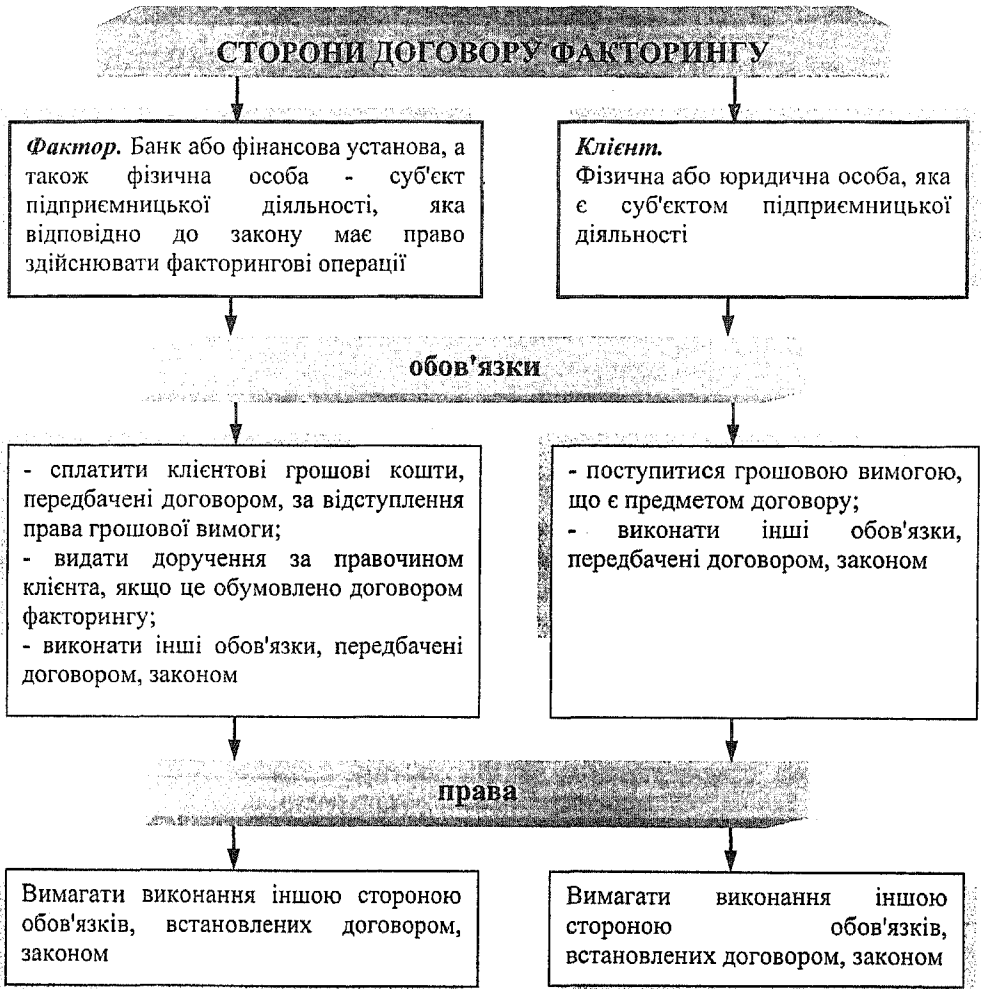 СТОРОНИ ДОГОВОРУ ФАКТОРИНГУ
Фактор. Банк або фінансова установа, а
також фізична особа - суб'єкт
підприємницької діяльності, яка
відповідно до закону має право
здійснювати факторингові операції
Клієнт.
Фізична або юридична особа, яка
є суб'єктом підприємницької
діяльності
обов'язки
- сплатити клієнтові грошові кошти,
передбачені договором, за відступлення
права грошової вимоги;
- видати доручення за правочином
клієнта, якщо це обумовлено договором
факторингу;
- виконати інші обов'язки, передбачені
договором, законом
- поступитися грошовою вимогою,
що є предметом договору;
- виконати інші обов'язки,
передбачені договором, законом
права
Вимагати виконання іншою стороною
обов'язків, встановлених договором,
законом
Вимагати виконання іншою
стороною обов'язків,
встановлених договором, законом